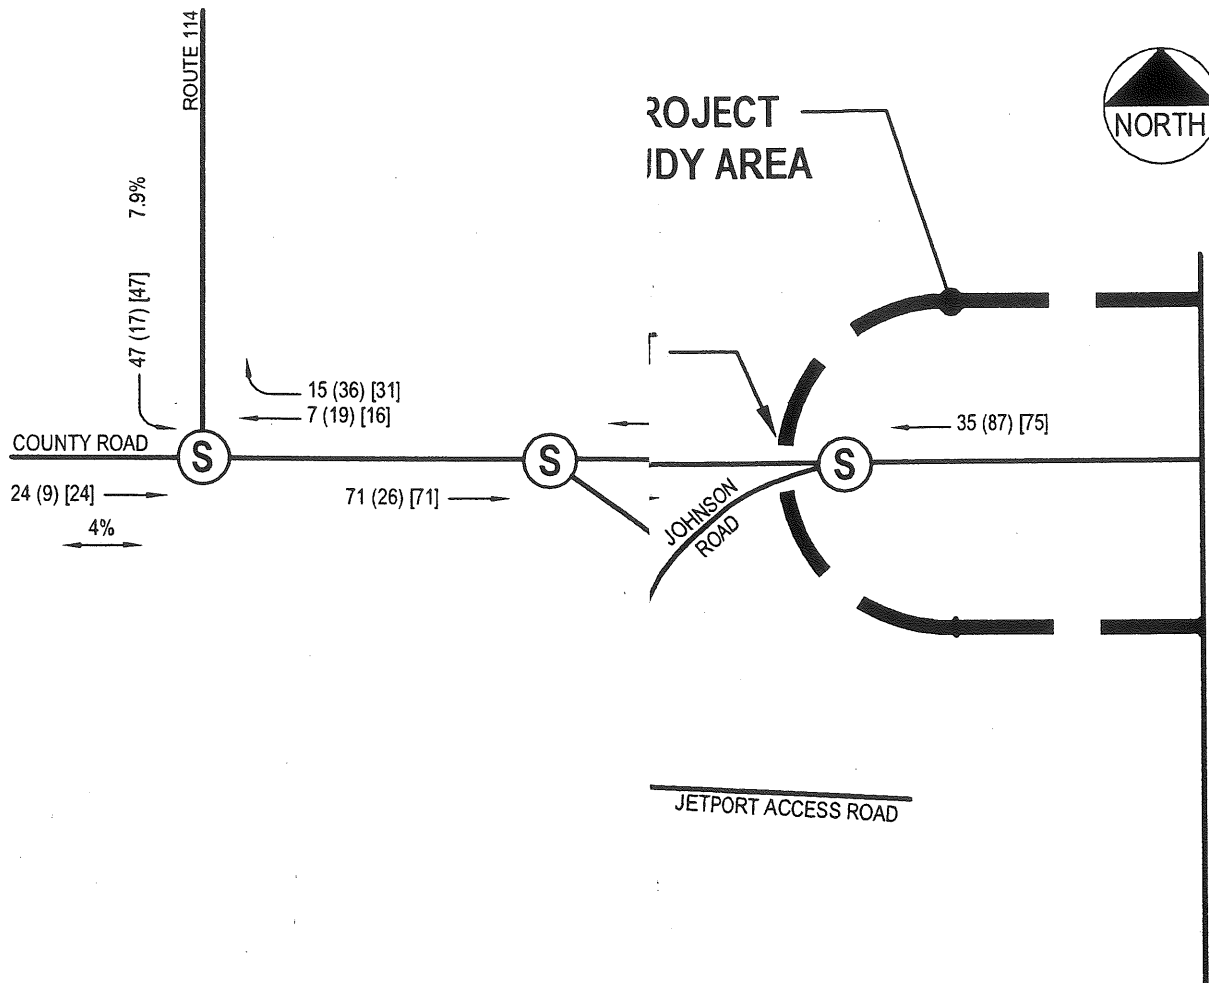 ROUTE 114
ROJECT
UDY AREA
NORTH
7.9%
47 (17) [47]
15 (36) [31]
7 (19) [16]
35 (87) [75]
COUNTY ROAD
S
S
S
24 (9) [24]
71 (26) [71]
4%
JOHNSON
ROAD
JETPORT ACCESS ROAD